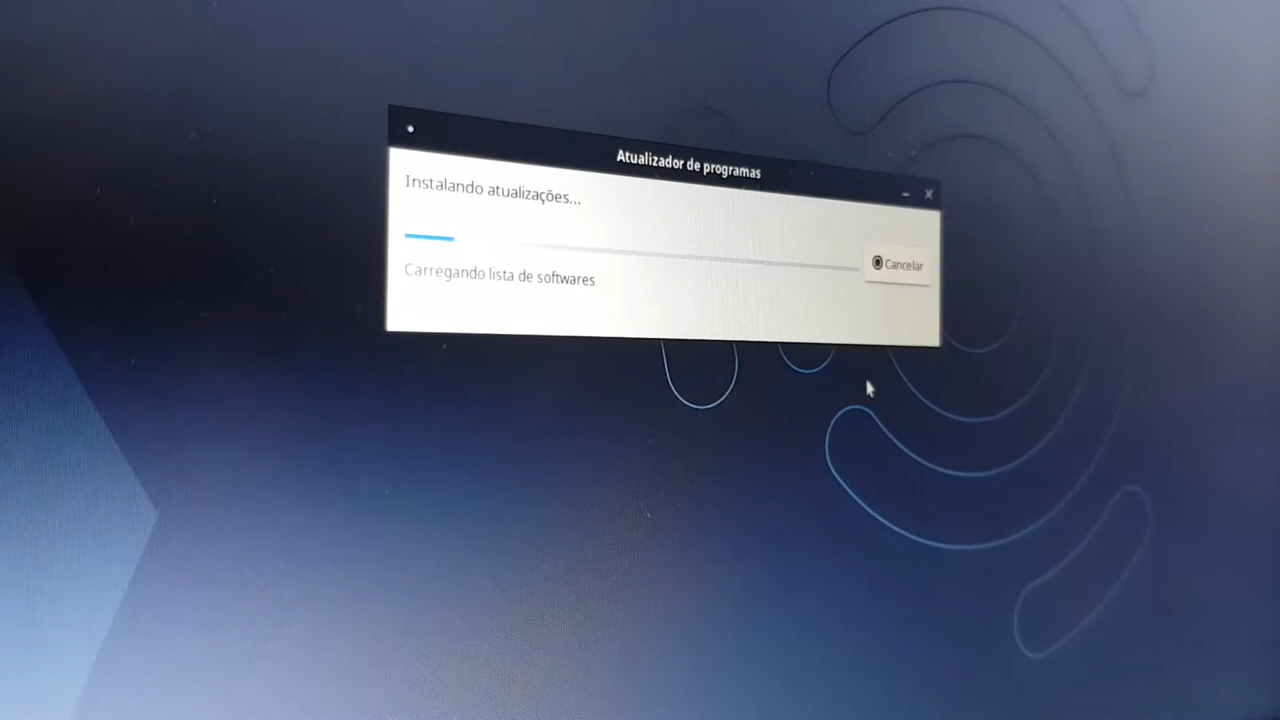 Atualizador de programas
Instalando atualizações...
Cancelar
Carregando lista de softwares